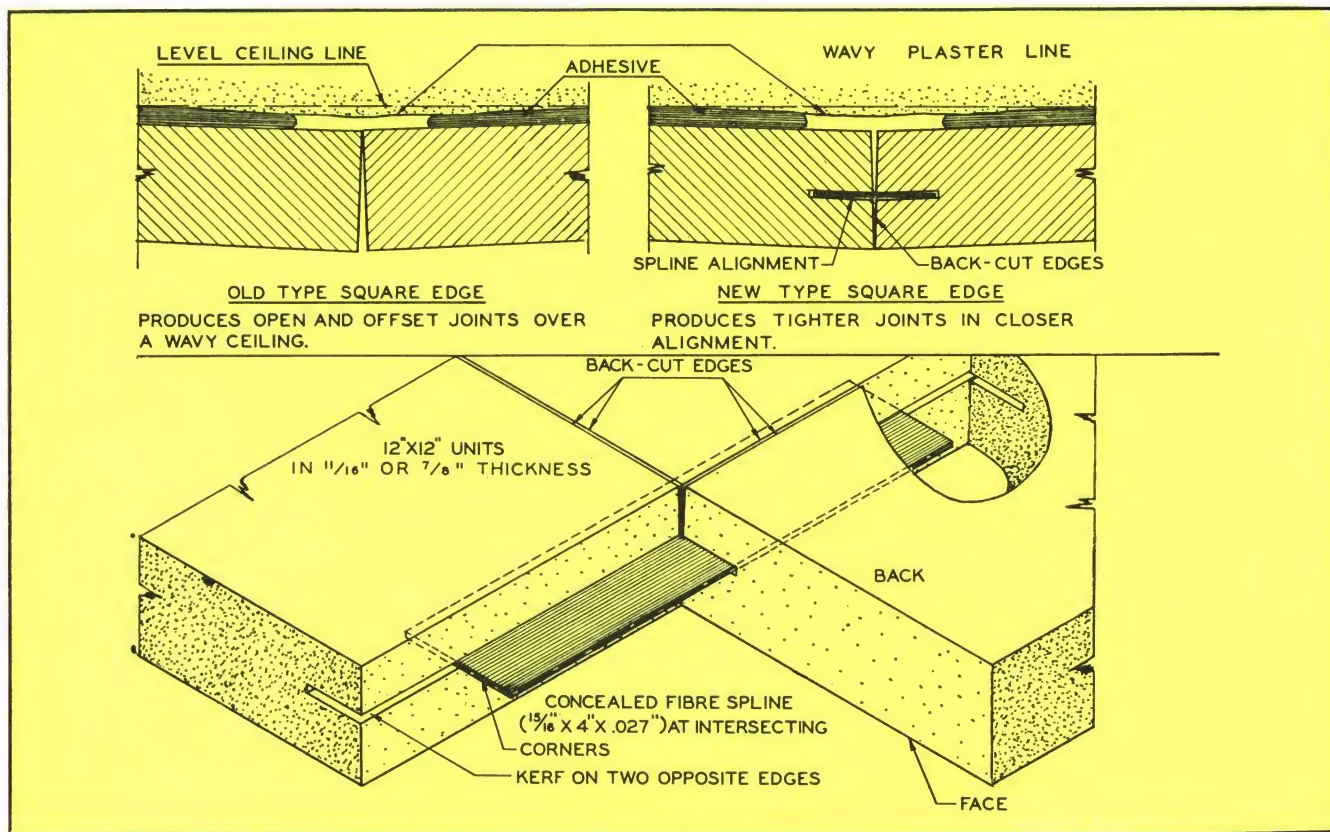 LEVEL CEILING LINE
WAVY PLASTER LINE
ADHESIVE
SPLINE ALIGNMENT
BACK-CUT EDGES
OLD TYPE SQUARE EDGE
PRODUCES OPEN AND OFFSET JOINTS OVER
A WAVY CEILING.
NEW TYPE SQUARE EDGE
PRODUCES TIGHTER JOINTS IN CLOSER
ALIGNMENT.
BACK-CUT EDGES
12"X12" UNITS
IN 11/16" OR 7/8" THICKNESS
BACK
CONCEALED FIBRE SPLINE
(15/16" X 4" X .027") AT INTERSECTING
CORNERS
KERF ON TWO OPPOSITE EDGES
FACE